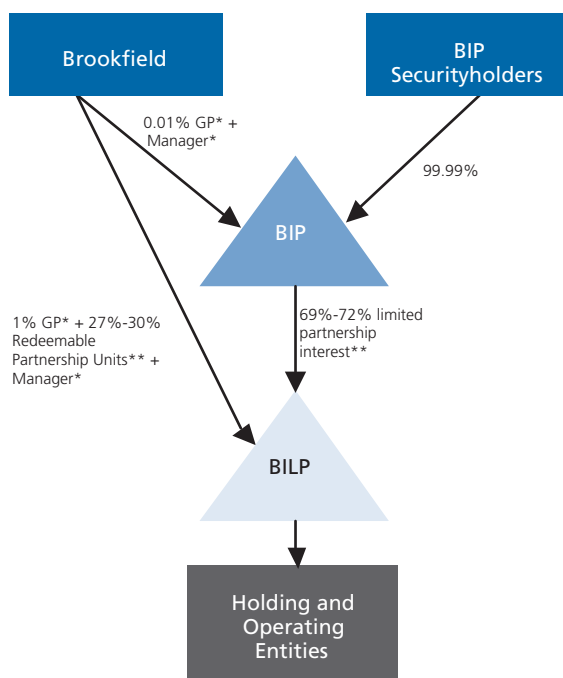 Brookfield
BIP
Securityholders
0.01% GP* +
Manager*
99.99%
BIP
1% GP* + 27%-30%
Redeemable
Partnership Units** +
Manager*
69%-72% limited
partnership
interest**
BILP
Holding and
Operating
Entities